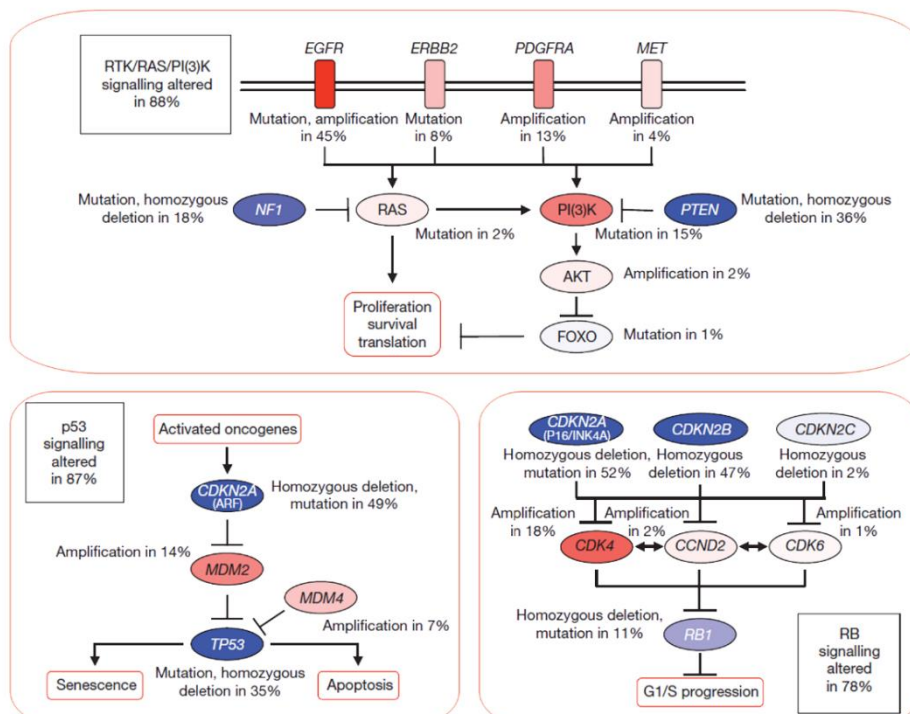 RTK/RAS/PI(3)K
signalling altered
in 88%
EGFR
ERBB2
PDGFRA
MET
Mutation, amplification
in 45%
Mutation
in 8%
Amplification
in 13%
Amplification
in 4%
Mutation, homozygous
deletion in 18%
NF1
RAS
Mutation in 2%
PI(3)K
Mutation in 15%
PTEN
Mutation, homozygous
deletion in 36%
AKT
Amplification in 2%
Proliferation
survival
translation
FOXO
Mutation in 1%
p53
signalling
altered
in 87%
Activated oncogenes
CDKN2A
(ARF)
Homozygous deletion,
mutation in 49%
Amplification in 14%
MDM2
MDM4
Amplification in 7%
TP53
Senescence
Mutation, homozygous
deletion in 35%
Apoptosis
CDKN2A
(P16/INK4A)
CDKN2B
CDKN2C
Homozygous deletion,
mutation in 52%
Homozygous
deletion in 47%
Homozygous
deletion in 2%
Amplification
in 18%
Amplification
in 2%
Amplification
in 1%
CDK4
CCND2
CDK6
Homozygous deletion,
mutation in 11%
RB1
G1/S progression
RB
signalling
altered
in 78%